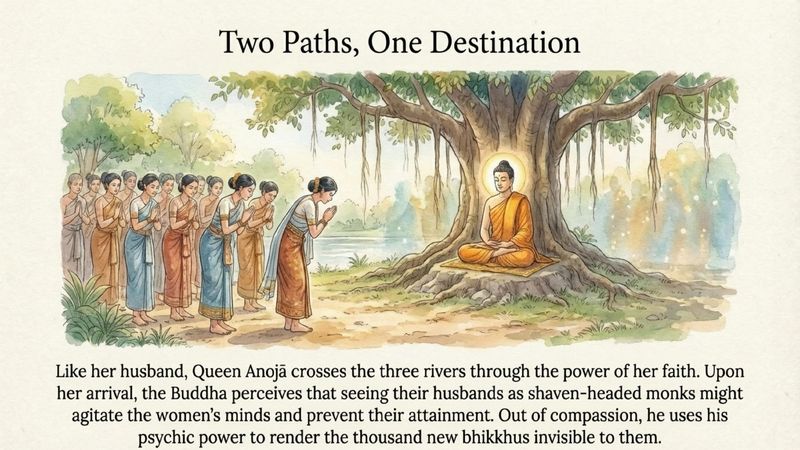 Two Paths, One Destination
Like her husband, Queen Anojā crosses the three rivers through the power of her faith. Upon
her arrival, the Buddha perceives that seeing their husbands as shaven-headed monks might
agitate the women’s minds and prevent their attainment. Out of compassion, he uses his
psychic power to render the thousand new bhikkhus invisible to them.